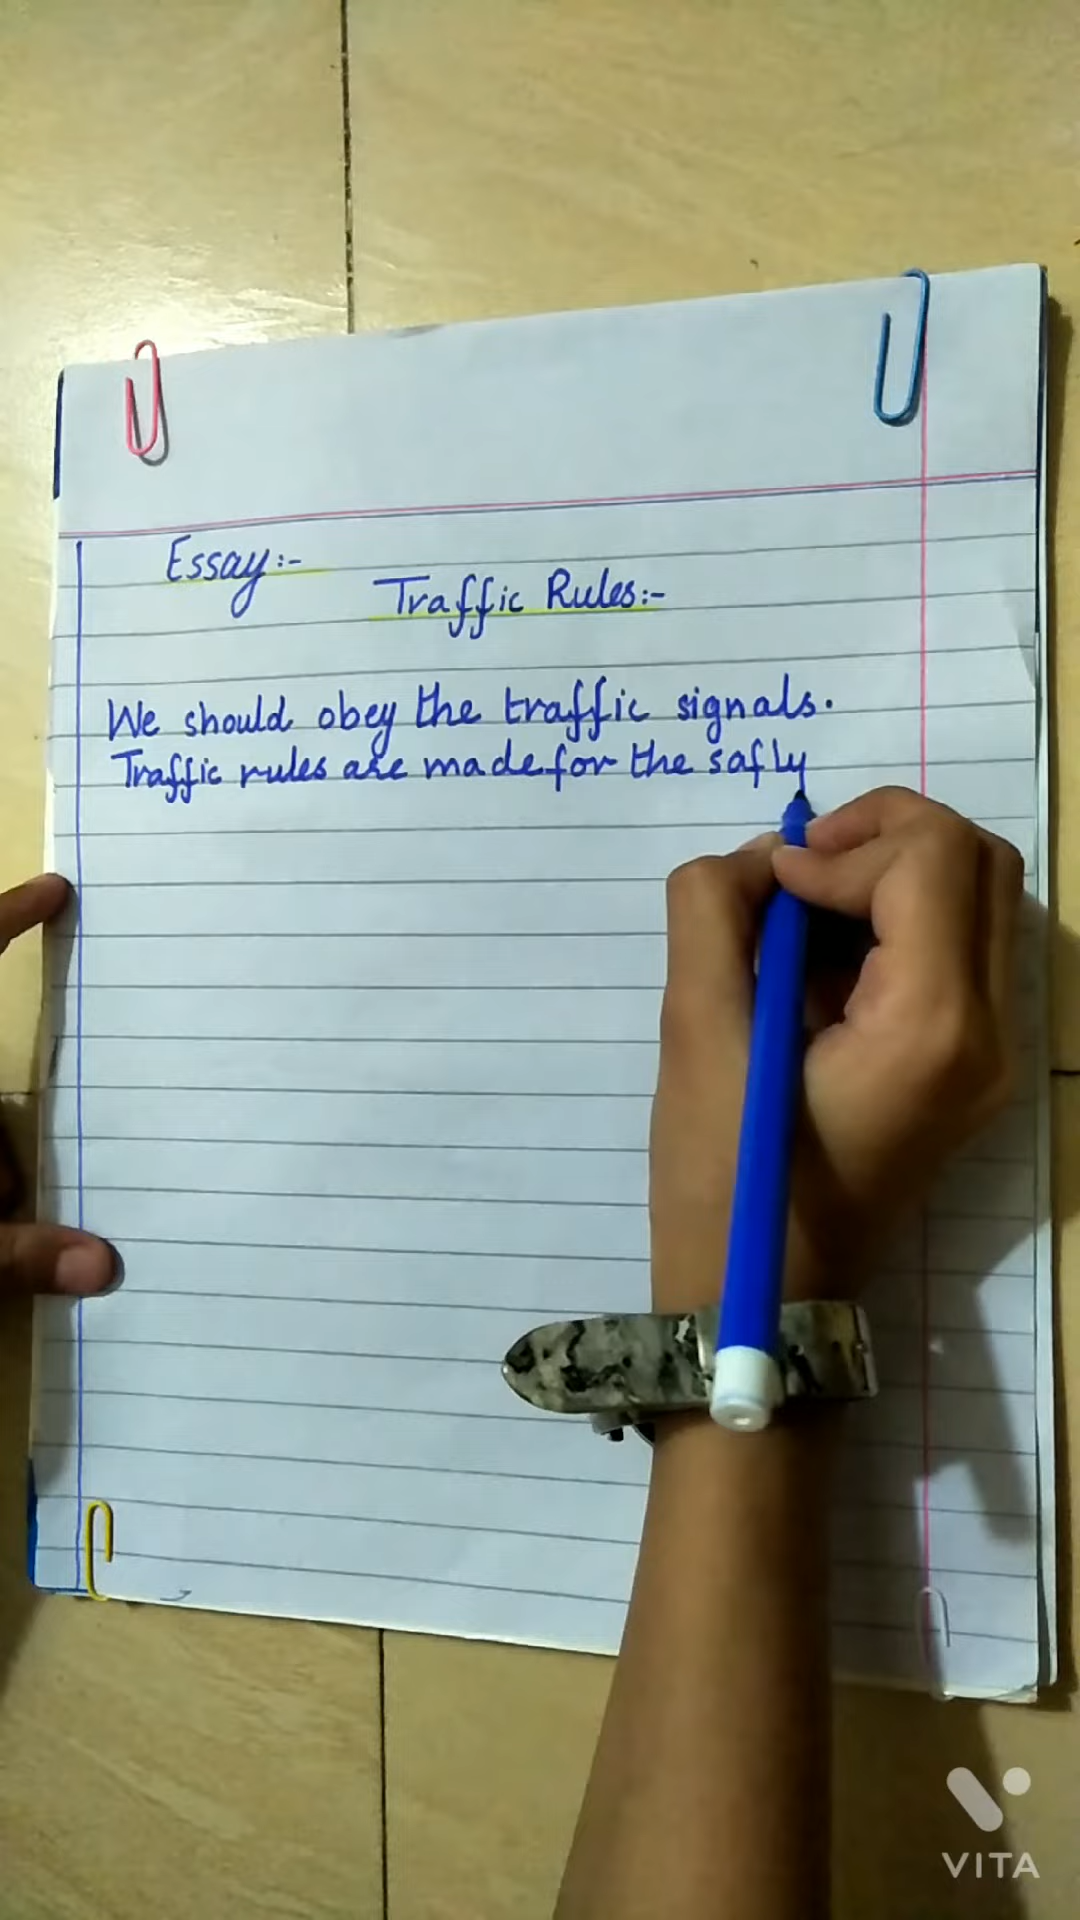 Essay:-
Traffic Rules:-
We should obey the traffic signals.
Traffic rules are made for the safly
VITA